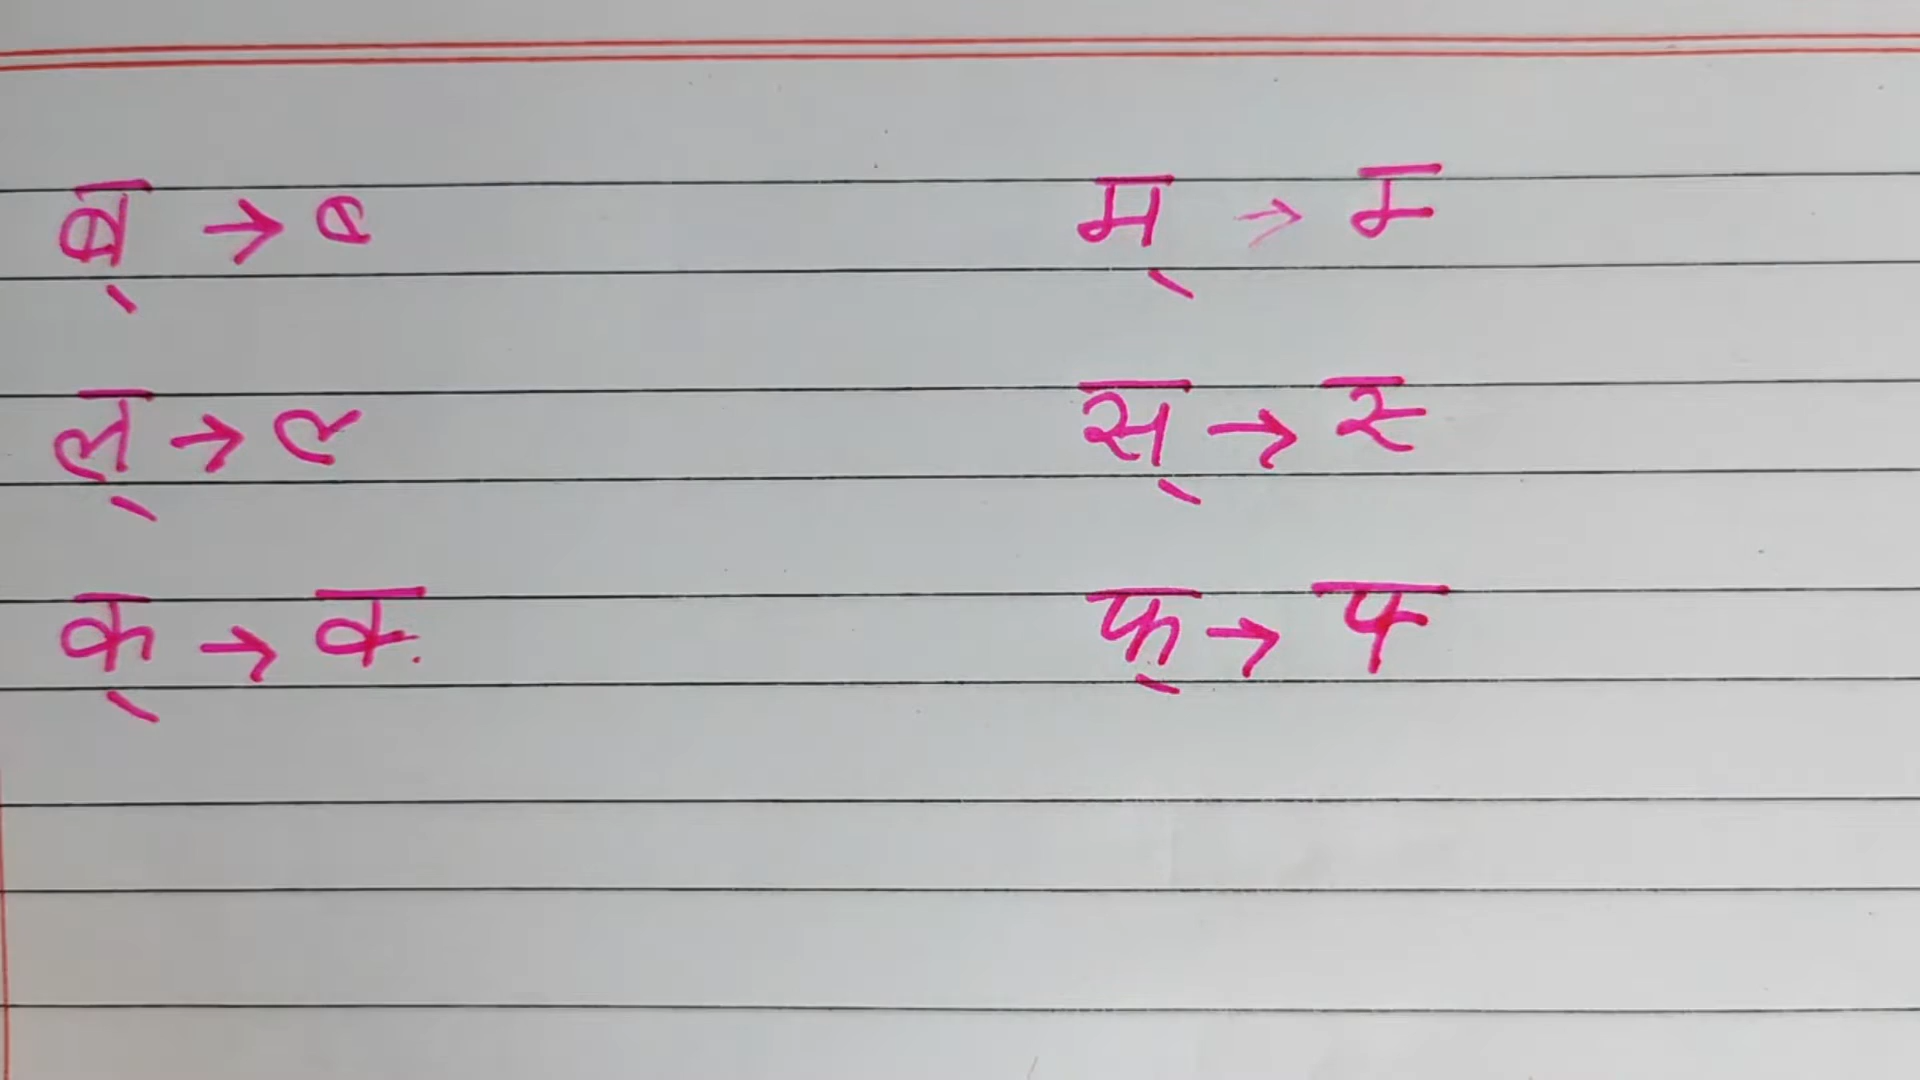 ब् → ब्‍ म् → म्‍
ल् → ल्‍ स् → स्‍
क् → क्‍ फ् → फ्‍